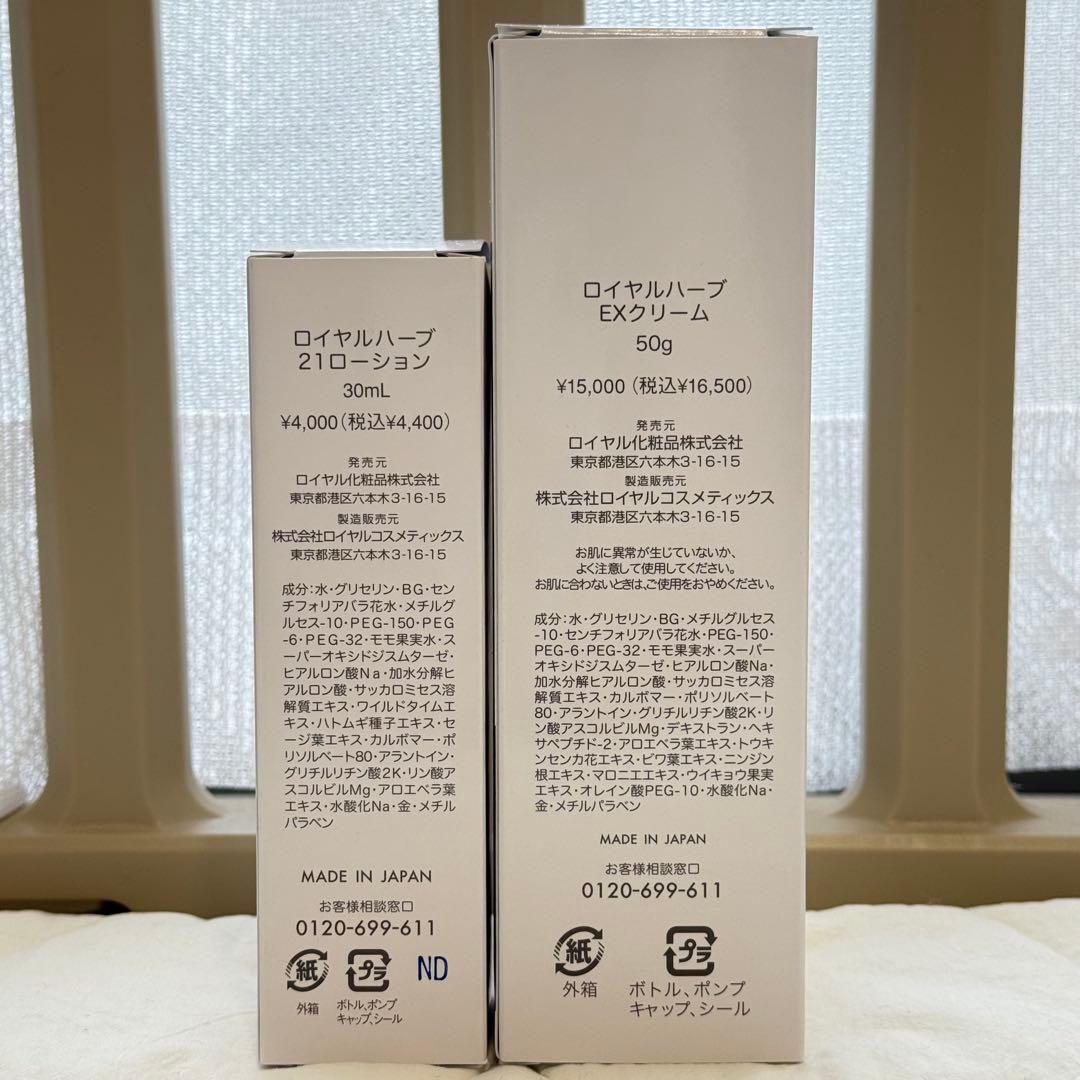 ロイヤルハーブ
21ローション
30mL
¥4,000（税込¥4,400）
発売元
ロイヤル化粧品株式会社
東京都港区六本木3-16-15
製造販売元
株式会社ロイヤルコスメティックス
東京都港区六本木3-16-15
成分：水・グリセリン・BG・セン
チフォリアバラ花水・メチルグ
ルセス-10・PEG-150・PEG
-6・PEG-32・モモ果実水・ス
ーパーオキシドジスムターゼ・
ヒアルロン酸Na・加水分解ヒ
アルロン酸・サッカロミセス溶
解質エキス・ワイルドタイムエ
キス・ハトムギ種子エキス・セ
ージ葉エキス・カルボマー・ポ
リソルベート80・アラントイン・
グリチルリチン酸2K・リン酸ア
スコルビルMg・アロエベラ葉
エキス・水酸化Na・金・メチル
パラベン
MADE IN JAPAN
お客様相談窓口
0120-699-611
紙
プラ
ND
外箱
ボトル、ポンプ
キャップ、シール
ロイヤルハーブ
EXクリーム
50g
¥15,000（税込¥16,500）
発売元
ロイヤル化粧品株式会社
東京都港区六本木3-16-15
製造販売元
株式会社ロイヤルコスメティックス
東京都港区六本木3-16-15
お肌に異常が生じていないか、
よく注意して使用してください。
お肌に合わないときは、ご使用をおやめください。
成分：水・グリセリン・BG・メチルグルセス
-10・センチフォリアバラ花水・PEG-150・
PEG-6・PEG-32・モモ果実水・スーパー
オキシドジスムターゼ・ヒアルロン酸Na・
加水分解ヒアルロン酸・サッカロミセス溶
解質エキス・カルボマー・ポリソルベート
80・アラントイン・グリチルリチン酸2K・リン
酸アスコルビルMg・デキストラン・ヘキ
サペプチド-2・アロエベラ葉エキス・トウキ
ンセンカ花エキス・ビワ葉エキス・ニンジン
根エキス・マロニエエキス・ウイキョウ果実
エキス・オレイン酸PEG-10・水酸化Na・
金・メチルパラベン
MADE IN JAPAN
お客様相談窓口
0120-699-611
紙
プラ
外箱
ボトル、ポンプ
キャップ、シール